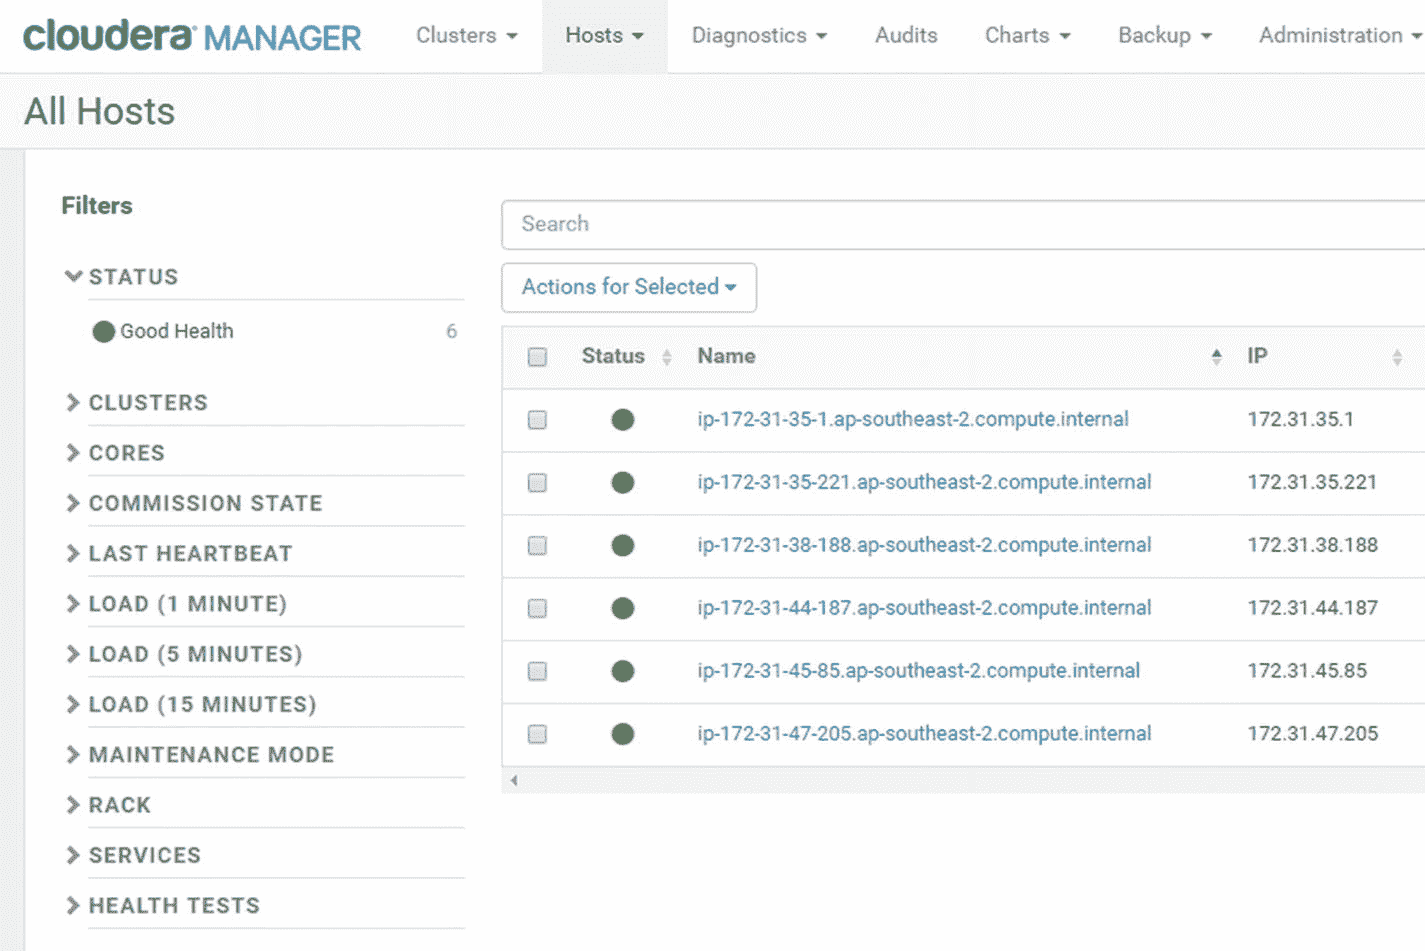 cloudera MANAGER Clusters Hosts Diagnostics Audits Charts Backup Administration
All Hosts
Filters
STATUS
Good Health 6
CLUSTERS
CORES
COMMISSION STATE
LAST HEARTBEAT
LOAD (1 MINUTE)
LOAD (5 MINUTES)
LOAD (15 MINUTES)
MAINTENANCE MODE
RACK
SERVICES
HEALTH TESTS
Search
Actions for Selected
Status Name IP
ip-172-31-35-1.ap-southeast-2.compute.internal 172.31.35.1
ip-172-31-35-221.ap-southeast-2.compute.internal 172.31.35.221
ip-172-31-38-188.ap-southeast-2.compute.internal 172.31.38.188
ip-172-31-44-187.ap-southeast-2.compute.internal 172.31.44.187
ip-172-31-45-85.ap-southeast-2.compute.internal 172.31.45.85
ip-172-31-47-205.ap-southeast-2.compute.internal 172.31.47.205